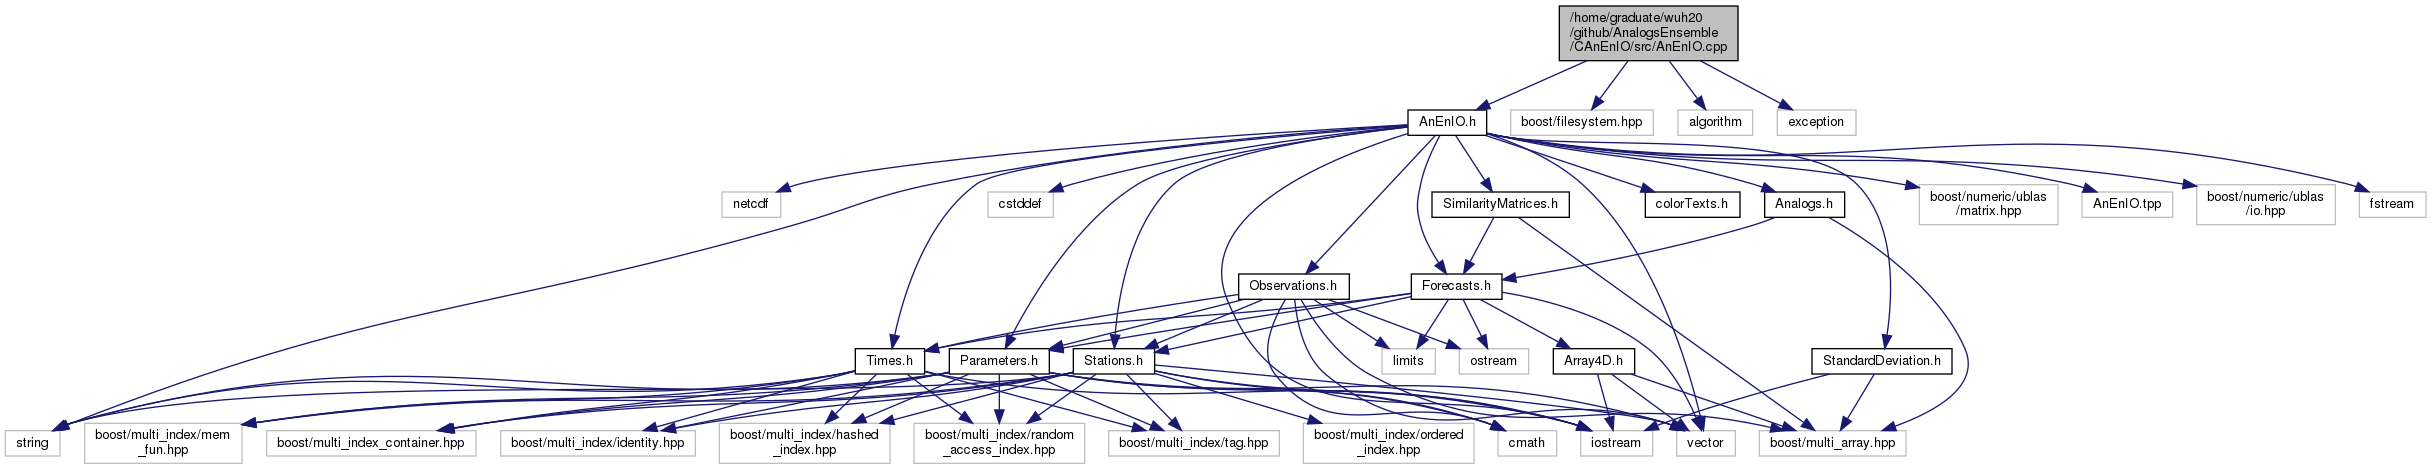 /home/graduate/wuh20
/github/AnalogsEnsemble
/CAnEnIO/src/AnEnIO.cpp
AnEnIO.h
boost/filesystem.hpp
algorithm
exception
netcdf
cstddef
SimilarityMatrices.h
colorTexts.h
Analogs.h
boost/numeric/ublas
/matrix.hpp
AnEnIO.tpp
boost/numeric/ublas
/io.hpp
fstream
Observations.h
Forecasts.h
Times.h
Parameters.h
Stations.h
limits
ostream
Array4D.h
StandardDeviation.h
string
boost/multi_index/mem
_fun.hpp
boost/multi_index_container.hpp
boost/multi_index/identity.hpp
boost/multi_index/hashed
_index.hpp
boost/multi_index/random
_access_index.hpp
boost/multi_index/tag.hpp
boost/multi_index/ordered
_index.hpp
cmath
iostream
vector
boost/multi_array.hpp